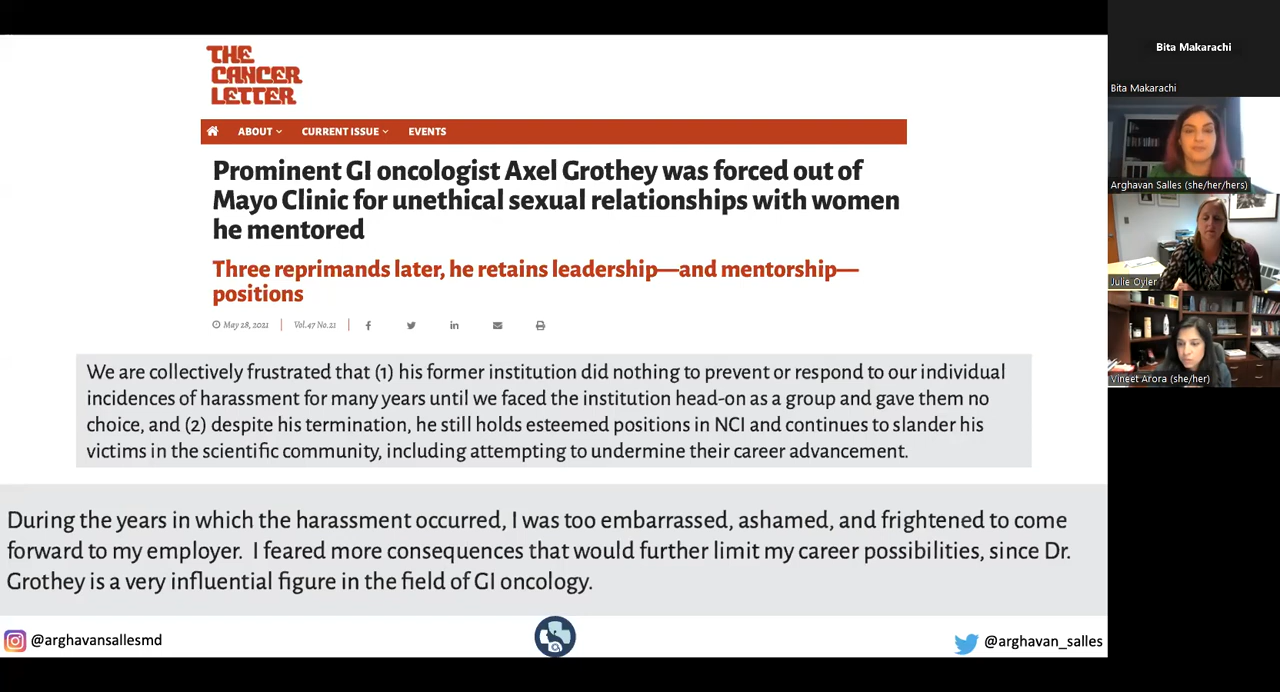 THE
CANCER
LETTER
ABOUT
CURRENT ISSUE
EVENTS
Prominent GI oncologist Axel Grothey was forced out of
Mayo Clinic for unethical sexual relationships with women
he mentored
Three reprimands later, he retains leadership—and mentorship—
positions
May 28, 2021
Vol.47 No.21
We are collectively frustrated that (1) his former institution did nothing to prevent or respond to our individual
incidences of harassment for many years until we faced the institution head-on as a group and gave them no
choice, and (2) despite his termination, he still holds esteemed positions in NCI and continues to slander his
victims in the scientific community, including attempting to undermine their career advancement.
During the years in which the harassment occurred, I was too embarrassed, ashamed, and frightened to come
forward to my employer. I feared more consequences that would further limit my career possibilities, since Dr.
Grothey is a very influential figure in the field of GI oncology.
@arghavansallesmd
@arghavan_salles
Bita Makarachi
Bita Makarachi
Arghavan Salles (she/her/hers)
Julie Oyler
Vineet Arora (she/her)